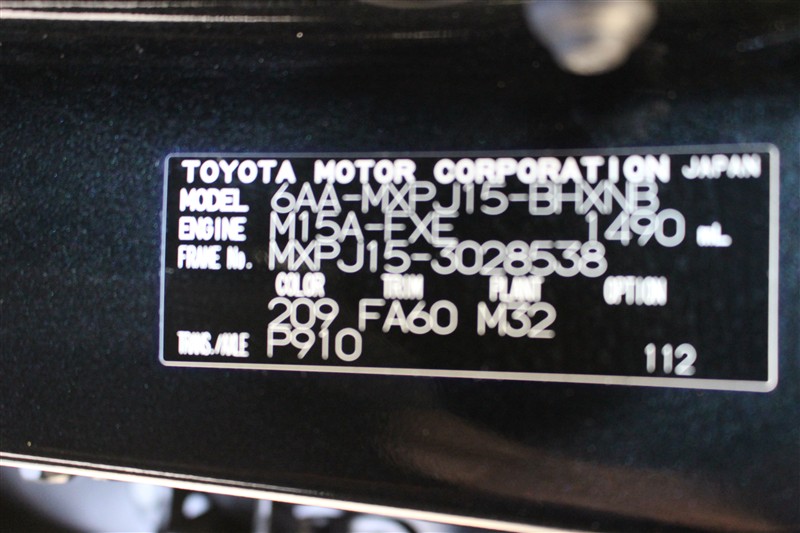 TOYOTA MOTOR CORPORATION JAPAN
MODEL 6AA-MXPJ15-BHXNB
ENGINE M15A-FXE 1490 mL
FRAME No. MXPJ15-3028538
COLOR TRIM PLANT OPTION
209 FA60 M32
TRANS./AXLE P910
112